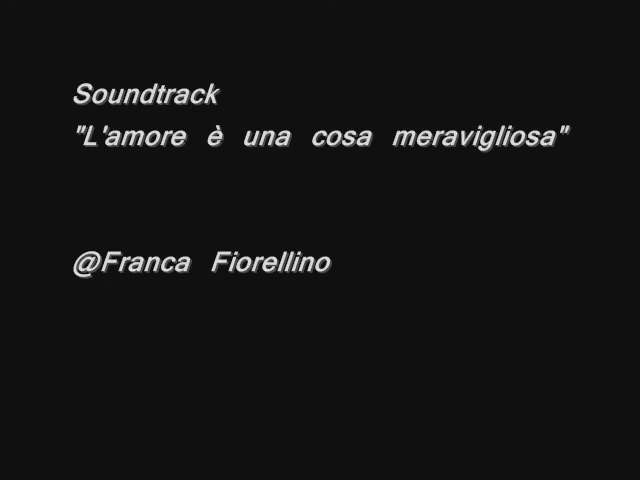 Soundtrack
"L'amore è una cosa meravigliosa"
@Franca Fiorellino